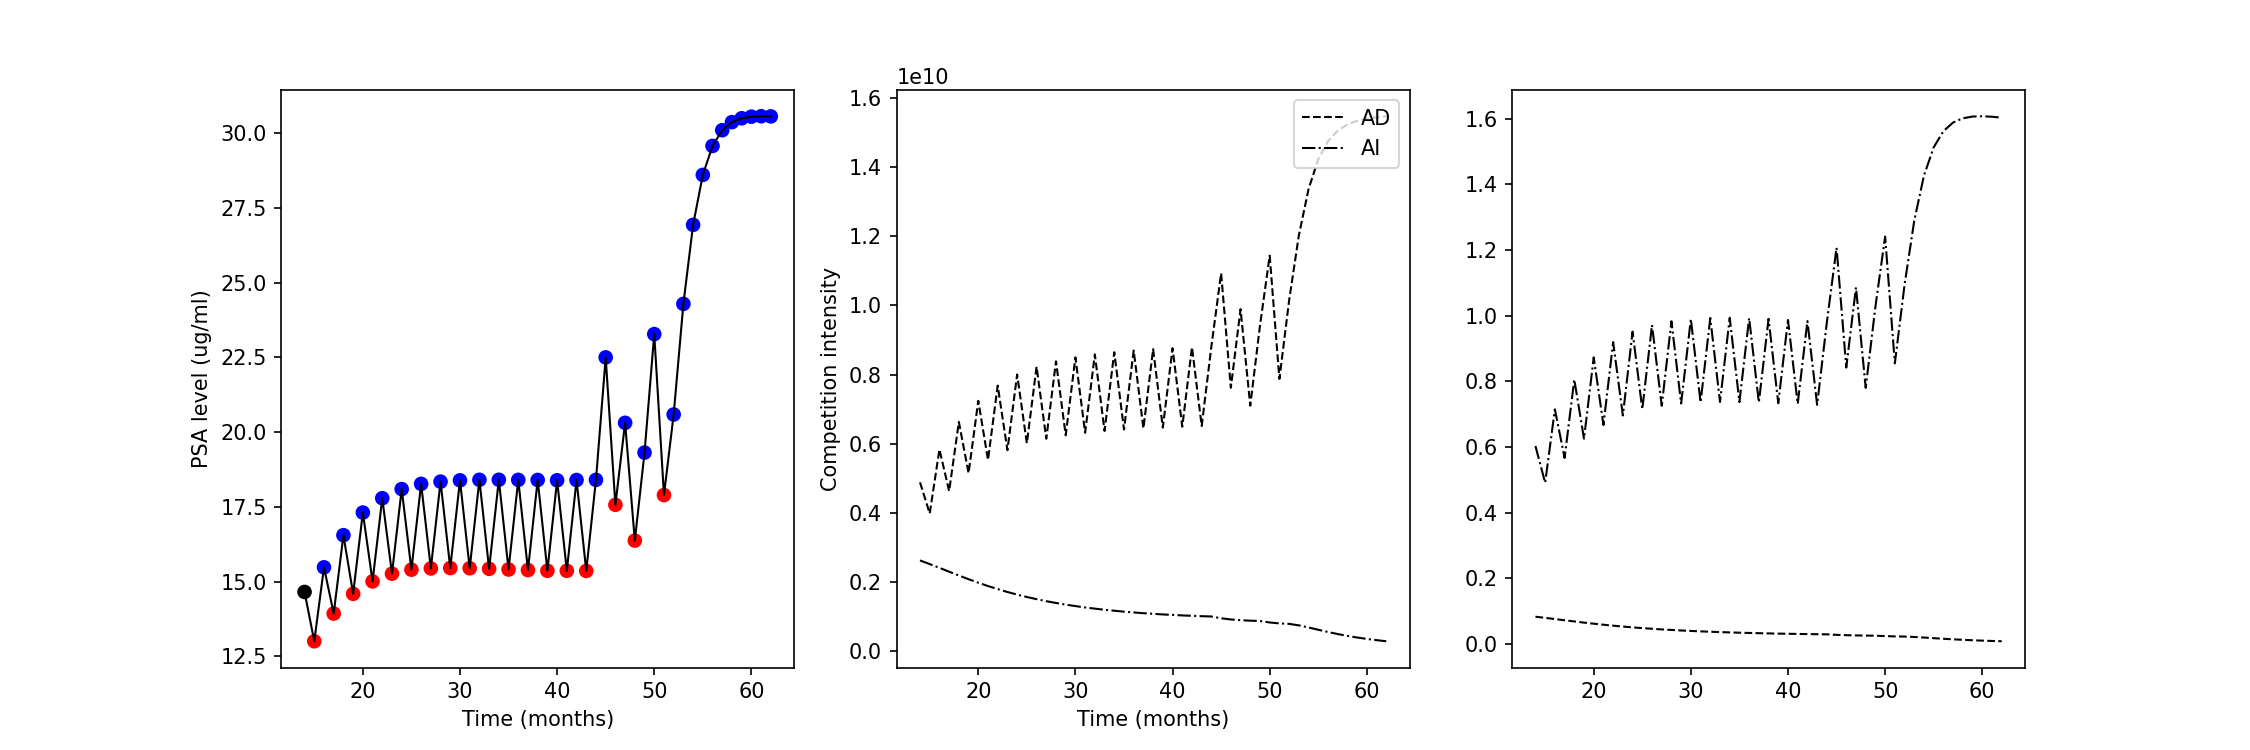 1e10
30.0
27.5
25.0
22.5
20.0
17.5
15.0
12.5
PSA level (ug/ml)
20 30 40 50 60
Time (months)
1.6
1.4
1.2
1.0
0.8
0.6
0.4
0.2
0.0
Competition intensity
AD
AI
20 30 40 50 60
Time (months)
1.6
1.4
1.2
1.0
0.8
0.6
0.4
0.2
0.0
20 30 40 50 60